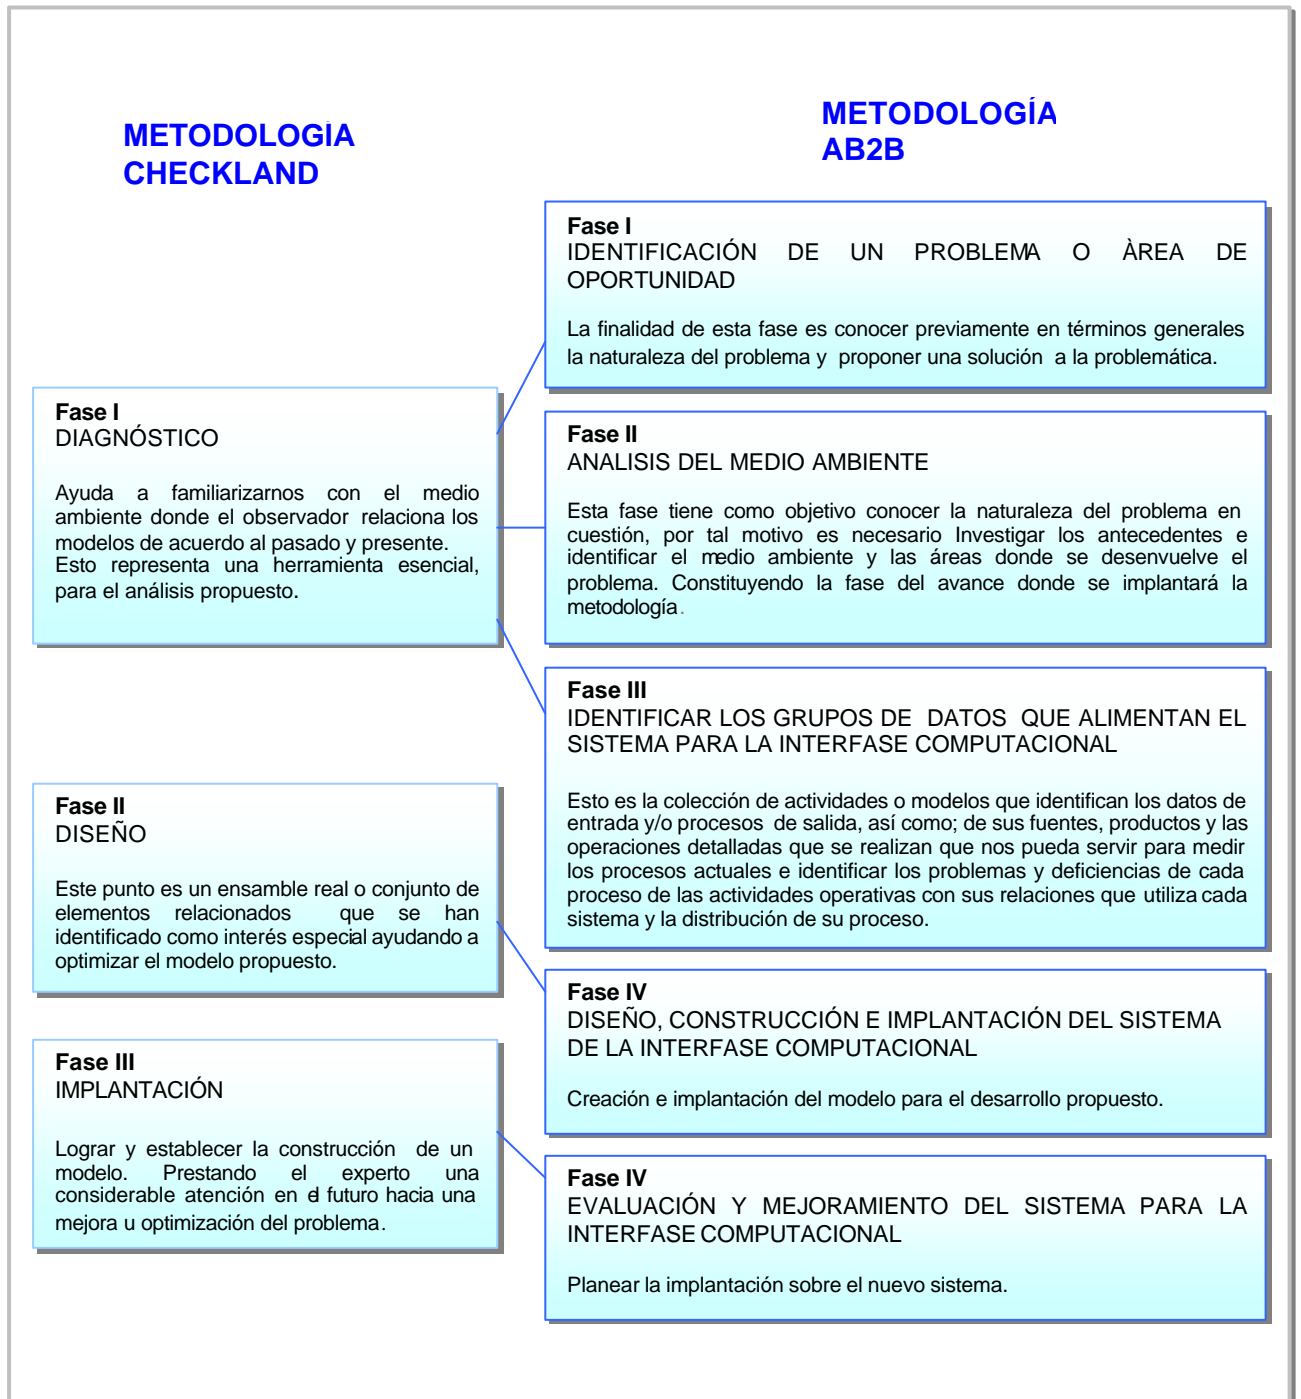 METODOLOGÍA
CHECKLAND
METODOLOGÍA
AB2B
Fase I
DIAGNÓSTICO
Ayuda a familiarizarnos con el medio
ambiente donde el observador relaciona los
modelos de acuerdo al pasado y presente.
Esto representa una herramienta esencial,
para el análisis propuesto.
Fase II
DISEÑO
Este punto es un ensamble real o conjunto de
elementos relacionados que se han
identificado como interés especial ayudando a
optimizar el modelo propuesto.
Fase III
IMPLANTACIÓN
Lograr y establecer la construcción de un
modelo. Prestando el experto una
considerable atención en el futuro hacia una
mejora u optimización del problema.
Fase I
IDENTIFICACIÓN DE UN PROBLEMA O ÀREA DE
OPORTUNIDAD
La finalidad de esta fase es conocer previamente en términos generales
la naturaleza del problema y proponer una solución a la problemática.
Fase II
ANALISIS DEL MEDIO AMBIENTE
Esta fase tiene como objetivo conocer la naturaleza del problema en
cuestión, por tal motivo es necesario Investigar los antecedentes e
identificar el medio ambiente y las áreas donde se desenvuelve el
problema. Constituyendo la fase del avance donde se implantará la
metodología.
Fase III
IDENTIFICAR LOS GRUPOS DE DATOS QUE ALIMENTAN EL
SISTEMA PARA LA INTERFASE COMPUTACIONAL
Esto es la colección de actividades o modelos que identifican los datos de
entrada y/o procesos de salida, así como; de sus fuentes, productos y las
operaciones detalladas que se realizan que nos pueda servir para medir
los procesos actuales e identificar los problemas y deficiencias de cada
proceso de las actividades operativas con sus relaciones que utiliza cada
sistema y la distribución de su proceso.
Fase IV
DISEÑO, CONSTRUCCIÓN E IMPLANTACIÓN DEL SISTEMA
DE LA INTERFASE COMPUTACIONAL
Creación e implantación del modelo para el desarrollo propuesto.
Fase IV
EVALUACIÓN Y MEJORAMIENTO DEL SISTEMA PARA LA
INTERFASE COMPUTACIONAL
Planear la implantación sobre el nuevo sistema.